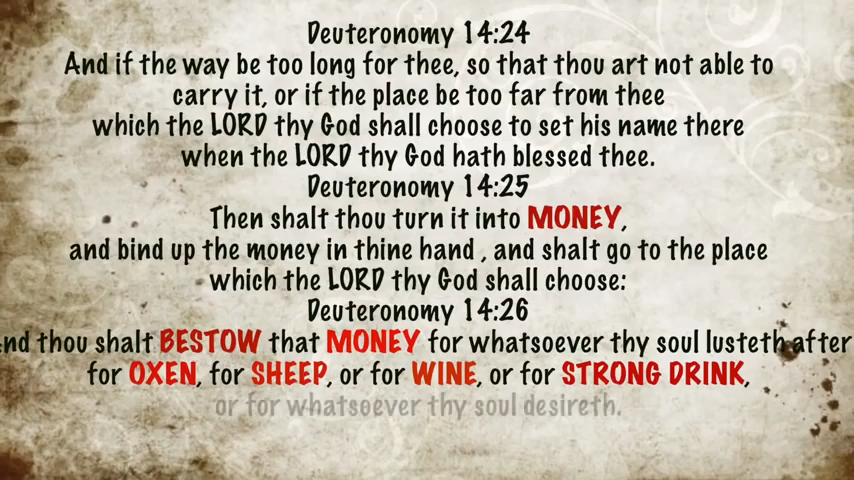 Deuteronomy 14:24
And if the way be too long for thee, so that thou art not able to
carry it, or if the place be too far from thee
which the LORD thy God shall choose to set his name there
when the LORD thy God hath blessed thee.
Deuteronomy 14:25
Then shalt thou turn it into MONEY,
and bind up the money in thine hand , and shalt go to the place
which the LORD thy God shall choose:
Deuteronomy 14:26
nd thou shalt BESTOW that MONEY for whatsoever thy soul lusteth after
for OXEN, for SHEEP, or for WINE, or for STRONG DRINK,
or for whatsoever thy soul desireth.